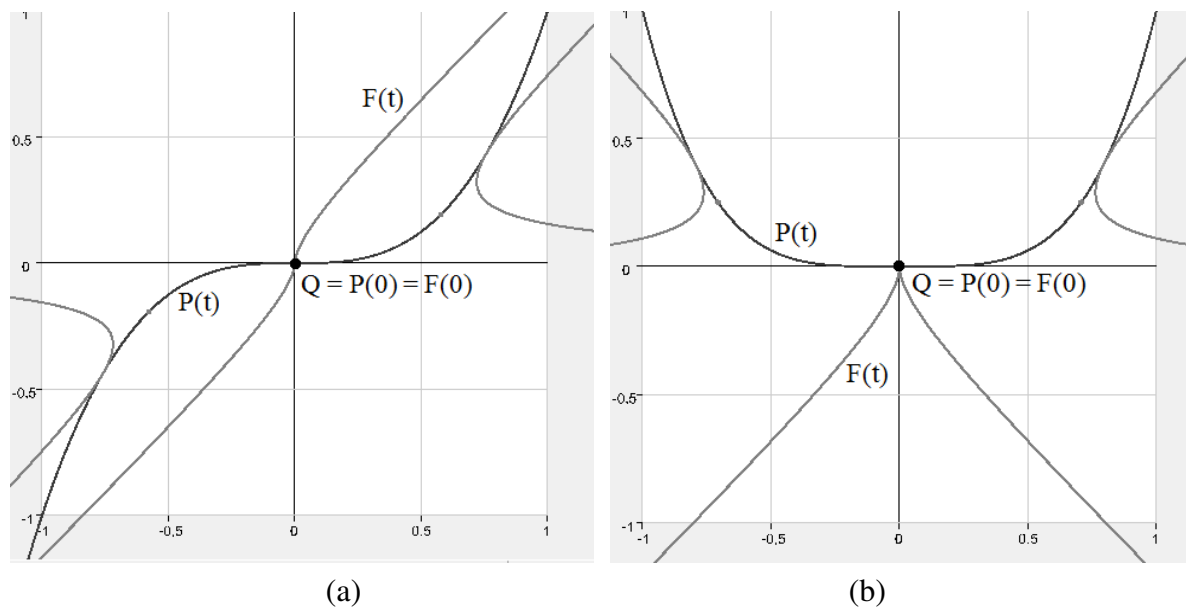 1
F(t)
0.5
0
Q = P(0) = F(0)
P(t)
-0.5
-1
-1
-0,5
0
0.5
1
(a)
1
0.5
P(t)
0
Q = P(0) = F(0)
F(t)
-0.5
-1
-1
-0,5
0
0.5
1
(b)